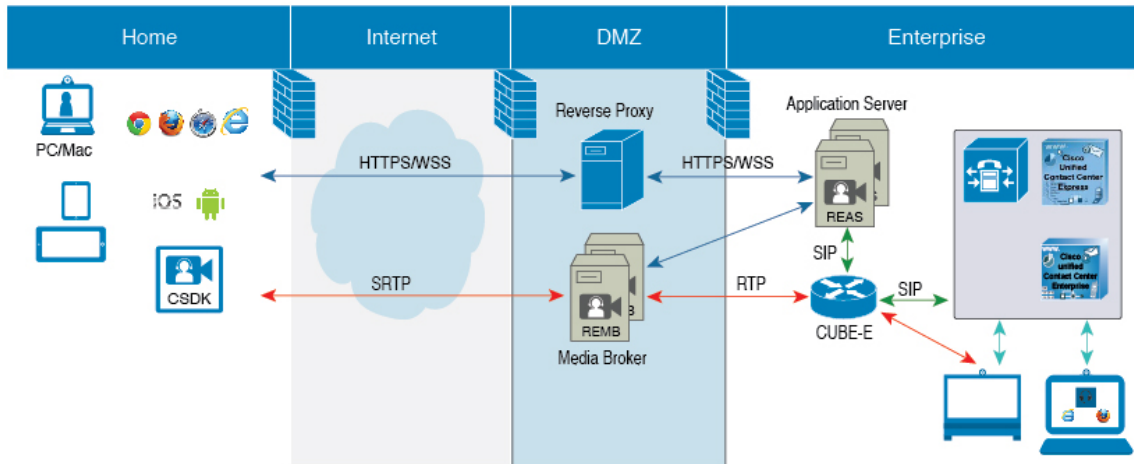 Home
Internet
DMZ
Enterprise
PC/Mac
iOS
CSDK
HTTPS/WSS
SRTP
Reverse Proxy
HTTPS/WSS
REMB
B
Media Broker
RTP
Application Server
REAS
S
SIP
CUBE-E
SIP
Cisco
Unified
Contact Center
Express
Cisco
unified
Contact Center
Enterprise